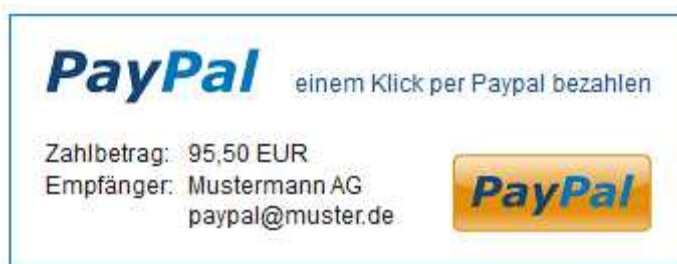 PayPal einem Klick per Paypal bezahlen
Zahlbetrag: 95,50 EUR
Empfänger: Mustermann AG
paypal@muster.de
PayPal